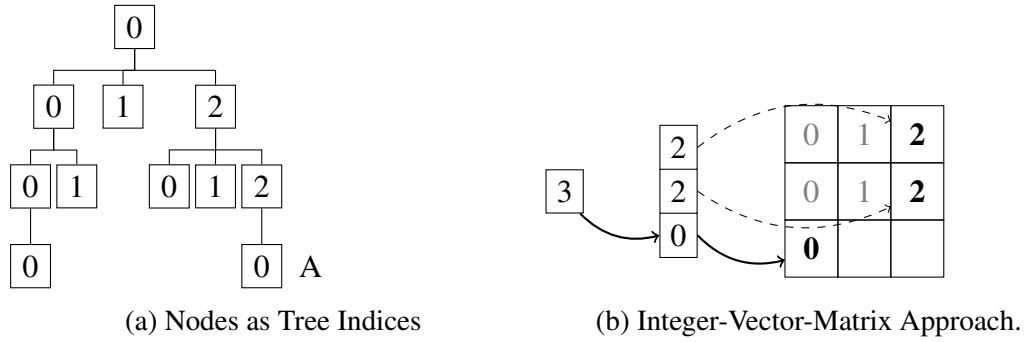 0
0 1 2
0 1 0 1 2
0 0 A
(a) Nodes as Tree Indices
3
2
2
0
0 1 2
0 1 2
0
(b) Integer-Vector-Matrix Approach.